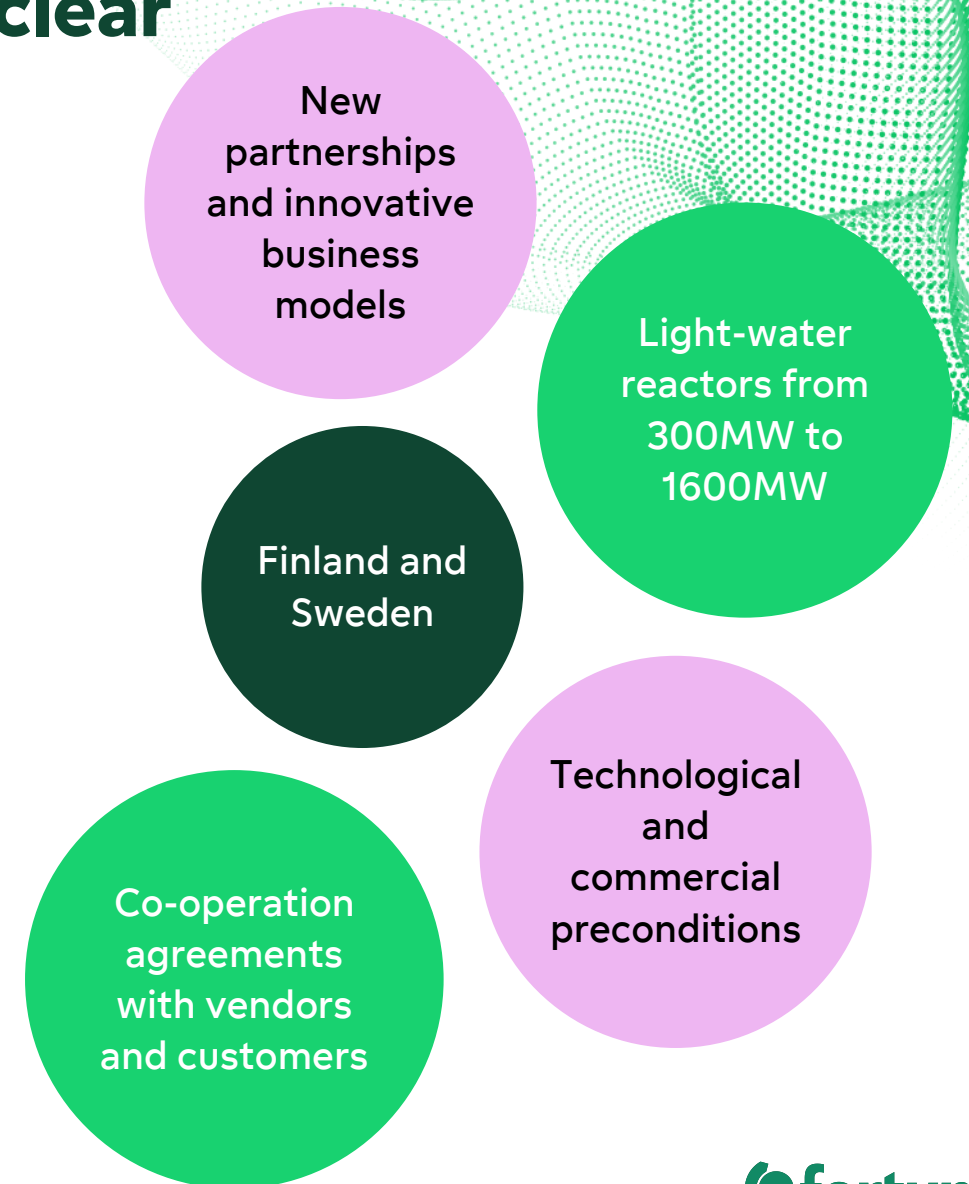 clear
New
partnerships
and innovative
business
models
Light-water
reactors from
300MW to
1600MW
Finland and
Sweden
Technological
and
commercial
preconditions
Co-operation
agreements
with vendors
and customers